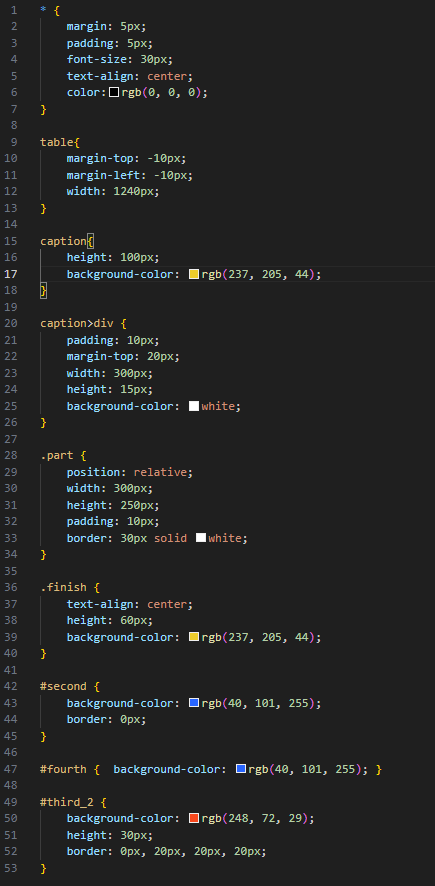 1 * {
2 margin: 5px;
3 padding: 5px;
4 font-size: 30px;
5 text-align: center;
6 color:rgb(0, 0, 0);
7 }
8
9 table{
10 margin-top: -10px;
11 margin-left: -10px;
12 width: 1240px;
13 }
14
15 caption{
16 height: 100px;
17 background-color: rgb(237, 205, 44);
18 }
19
20 caption>div {
21 padding: 10px;
22 margin-top: 20px;
23 width: 300px;
24 height: 15px;
25 background-color: white;
26 }
27
28 .part {
29 position: relative;
30 width: 300px;
31 height: 250px;
32 padding: 10px;
33 border: 30px solid white;
34 }
35
36 .finish {
37 text-align: center;
38 height: 60px;
39 background-color: rgb(237, 205, 44);
40 }
41
42 #second {
43 background-color: rgb(40, 101, 255);
44 border: 0px;
45 }
46
47 #fourth {  background-color: rgb(40, 101, 255); }
48
49 #third_2 {
50 background-color: rgb(248, 72, 29);
51 height: 30px;
52 border: 0px, 20px, 20px, 20px;
53 }